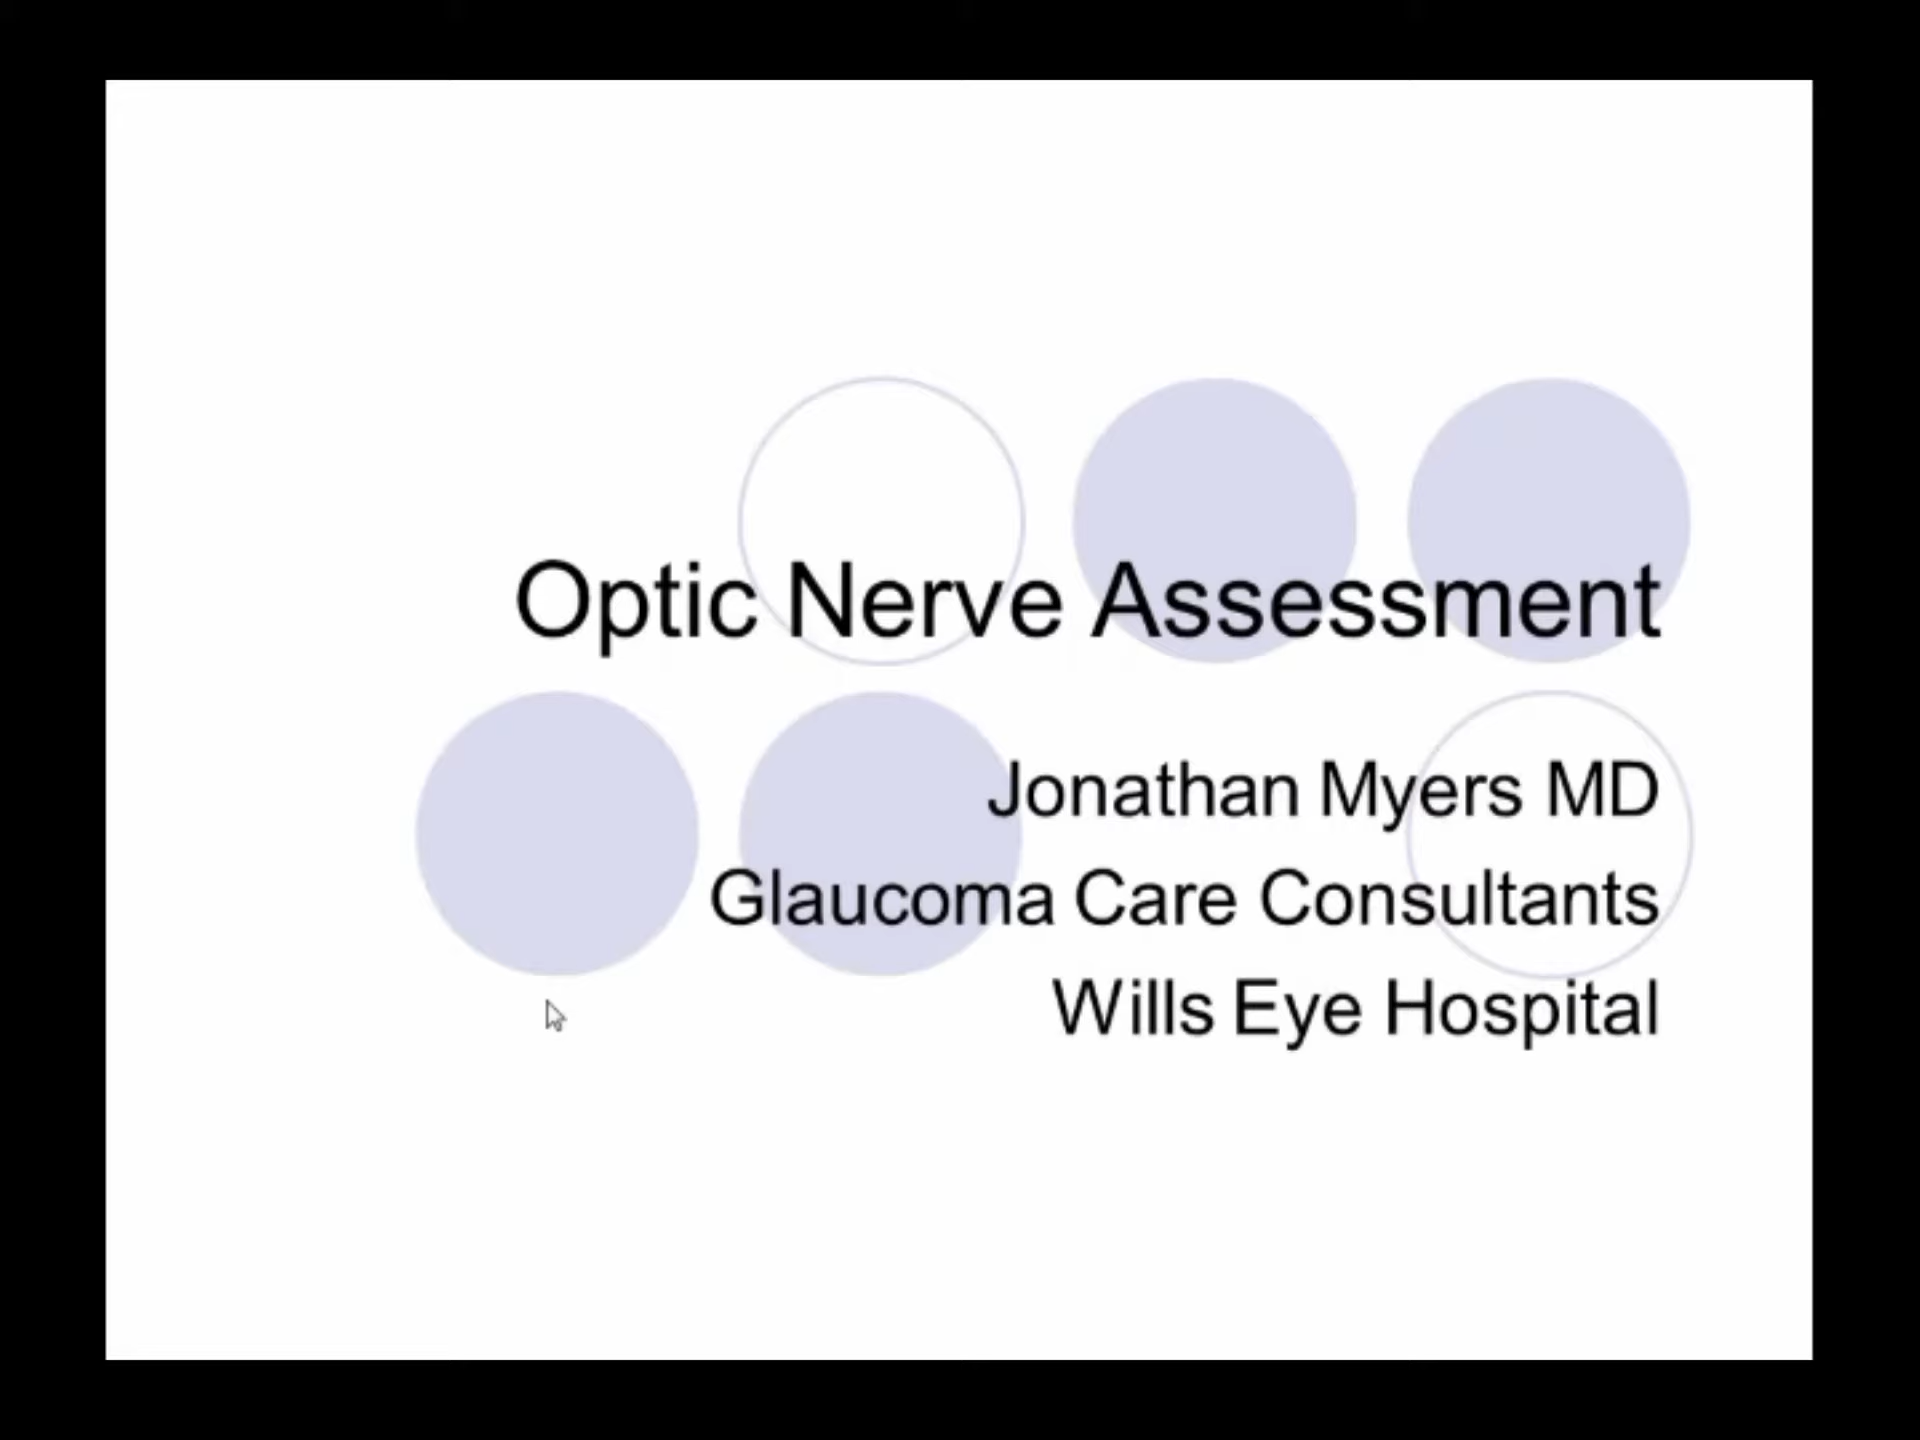 Optic Nerve Assessment
Jonathan Myers MD
Glaucoma Care Consultants
Wills Eye Hospital